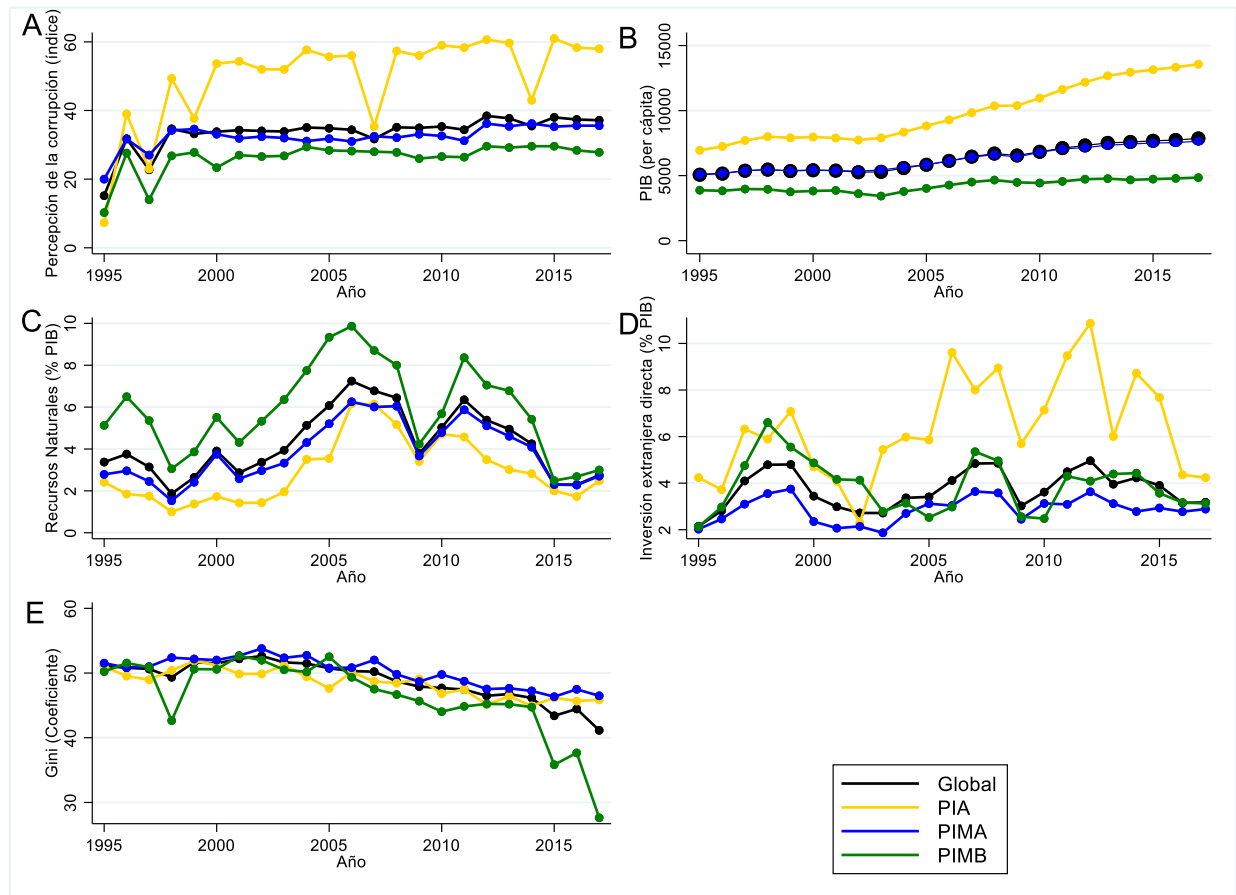 A
Percepción de la corrupción (índice)
0 20 40 60
1995 2000 2005 2010 2015
Año
B
PIB (per cápita)
0 5000 10000 15000
1995 2000 2005 2010 2015
Año
C
Recursos Naturales (% PIB)
0 2 4 6 8 10
1995 2000 2005 2010 2015
Año
D
Inversión extranjera directa (% PIB)
2 4 6 8 10
1995 2000 2005 2010 2015
Año
E
Gini (Coeficiente)
30 40 50 60
1995 2000 2005 2010 2015
Año
Global
PIA
PIMA
PIMB